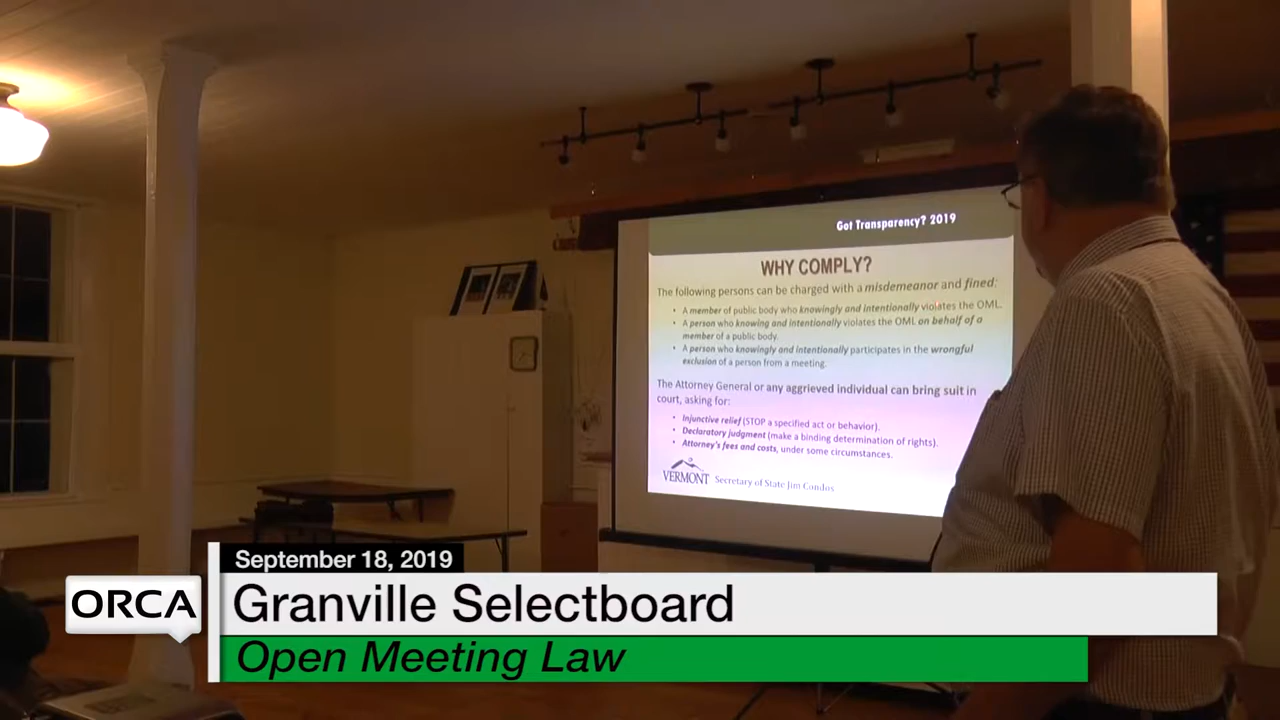 Got Transparency? 2019
WHY COMPLY?
The following persons can be charged with a misdemeanor and fined:
• A member of public body who knowingly and intentionally violates the OML.
• A person who knowing and intentionally violates the OML on behalf of a
member of a public body.
• A person who knowingly and intentionally participates in the wrongful
exclusion of a person from a meeting.
The Attorney General or any aggrieved individual can bring suit in
court, asking for:
• Injunctive relief (STOP a specified act or behavior).
• Declaratory judgment (make a binding determination of rights).
• Attorney's fees and costs, under some circumstances.
VERMONT Secretary of State Jim Condos
September 18, 2019
ORCA
Granville Selectboard
Open Meeting Law